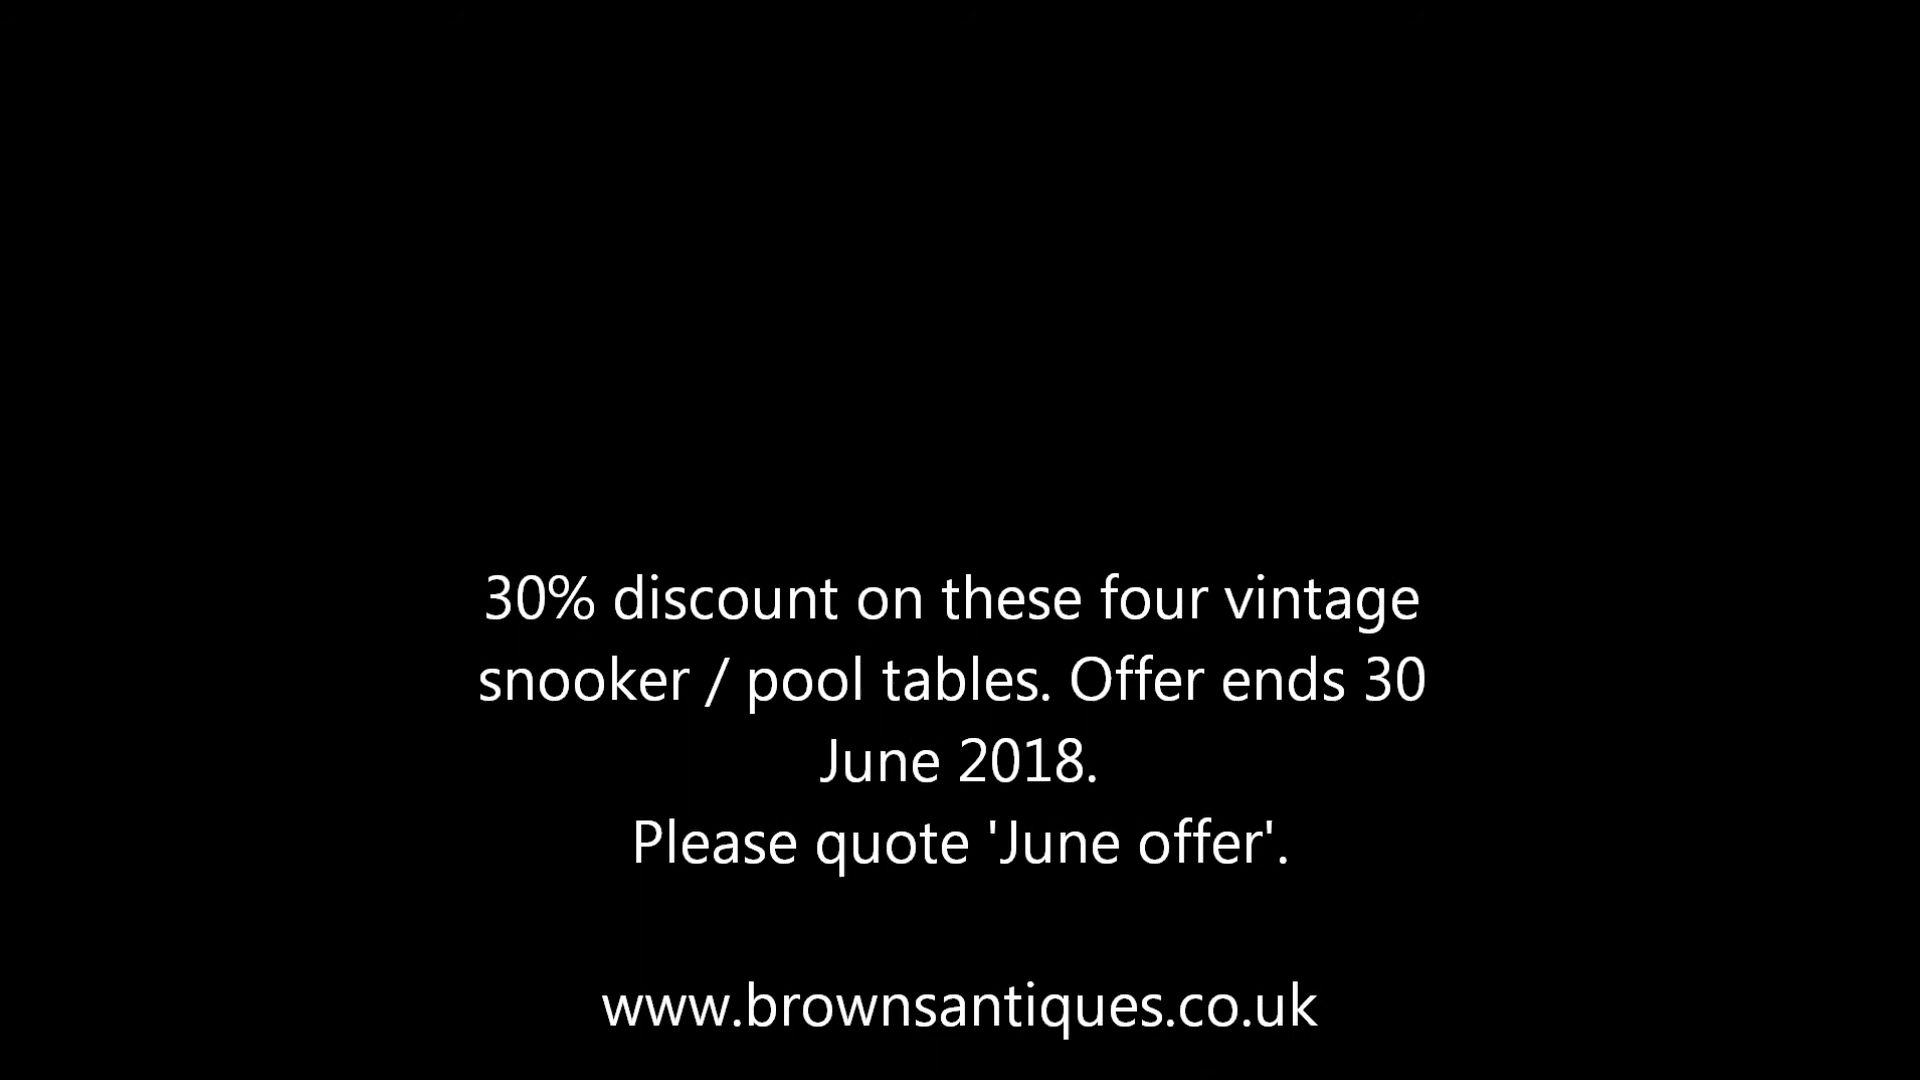 30% discount on these four vintage
snooker / pool tables. Offer ends 30
June 2018.
Please quote 'June offer'.
www.brownsantiques.co.uk